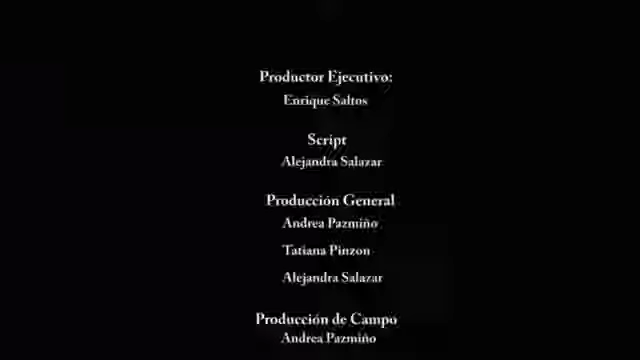 Productor Ejecutivo:
Enrique Saltos
Script
Alejandra Salazar
Producción General
Andrea Pazmiño
Tatiana Pinzon
Alejandra Salazar
Producción de Campo
Andrea Pazmiño